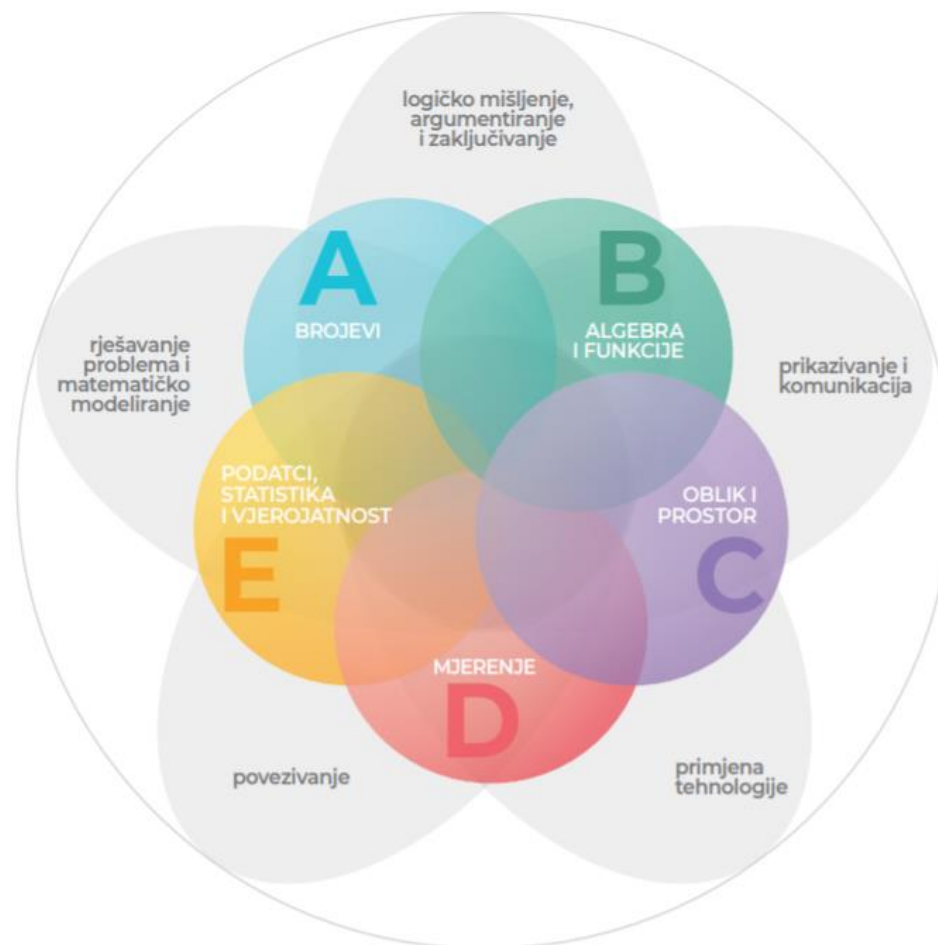 logičko mišljenje,
argumentiranje
i zaključivanje
A
BROJEVI
B
ALGEBRA
I FUNKCIJE
rješavanje
problema i
matematičko
modeliranje
prikazivanje i
komunikacija
PODATCI,
STATISTIKA
I VJEROJATNOST
E
OBLIK I
PROSTOR
C
MJERENJE
D
povezivanje
primjena
tehnologije